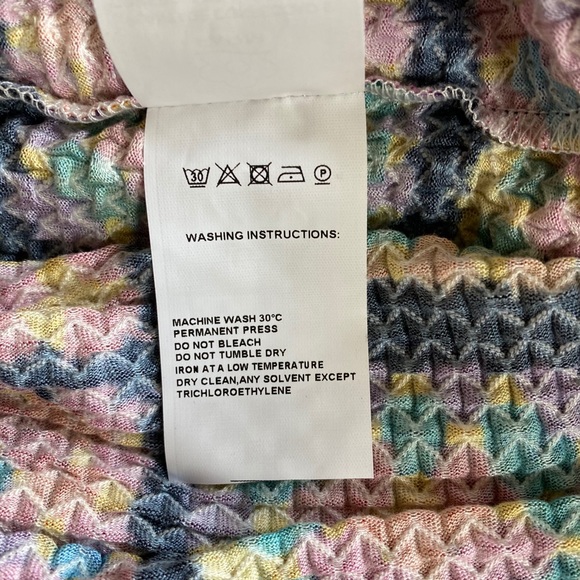 30 P
WASHING INSTRUCTIONS:
MACHINE WASH 30°C
PERMANENT PRESS
DO NOT BLEACH
DO NOT TUMBLE DRY
IRON AT A LOW TEMPERATURE
DRY CLEAN,ANY SOLVENT EXCEPT
TRICHLOROETHYLENE